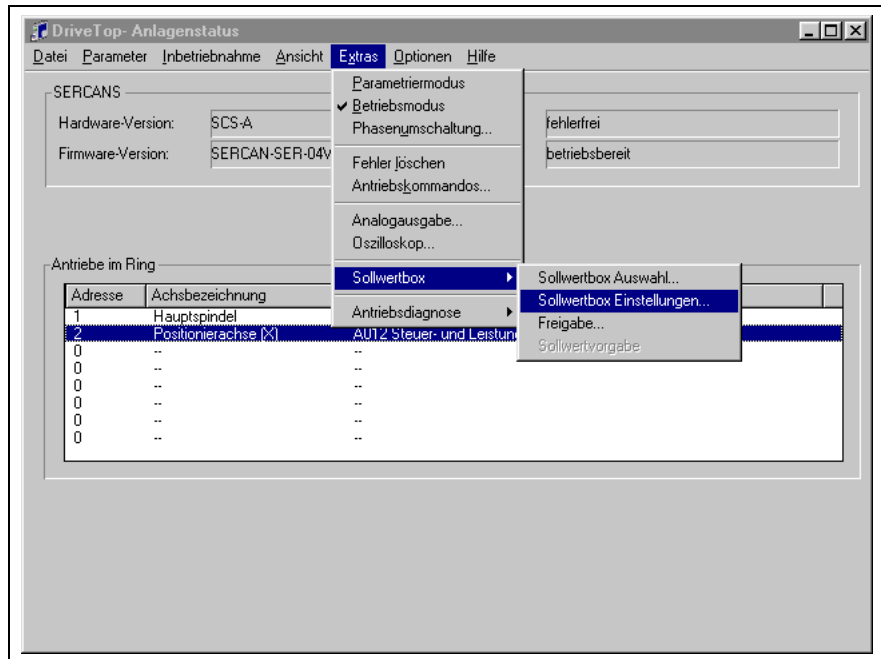 DriveTop- Anlagenstatus
Datei Parameter Inbetriebnahme Ansicht Extras Optionen Hilfe
SERCANS
Hardware-Version: SCS-A fehlerfrei
Firmware-Version: SERCAN-SER-04V betriebsbereit
Parametriermodus
Betriebsmodus
Phasenumschaltung...
Fehler löschen
Antriebskommandos...
Analogausgabe...
Oszilloskop...
Sollwertbox
Antriebsdiagnose
Sollwertbox Auswahl...
Sollwertbox Einstellungen...
Freigabe...
Sollwertvorgabe
Antriebe im Ring
Adresse Achsbezeichnung
1 Hauptspindel
2 Positionierachse (X) A012 Steuer- und
0 -- --
0 -- --
0 -- --
0 -- --
0 -- --
0 -- --